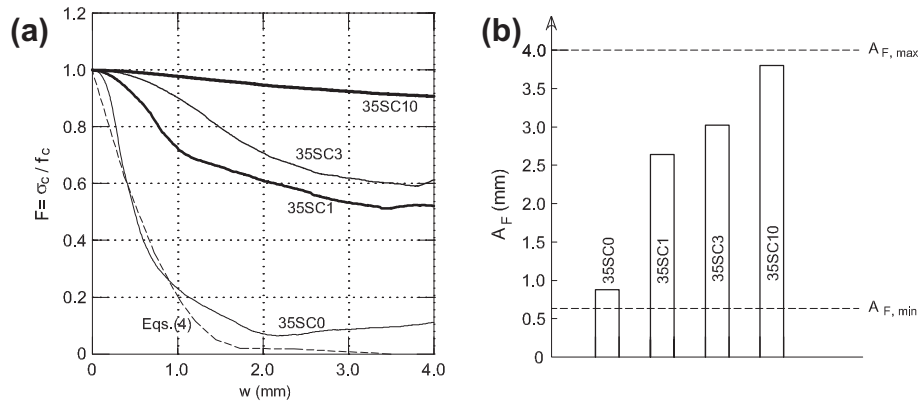 (a)
1.0
0.8
0.6
0.4
0.2
0
F = σc / fc
0 1.0 2.0 3.0 4.0
w (mm)
35SC10
35SC3
35SC1
35SC0
Eqs.(4)
(b)
4.0
3.5
3.0
2.5
2.0
1.5
1.0
0.5
0
AF (mm)
35SC0
35SC1
35SC3
35SC10
AF, max
AF, min